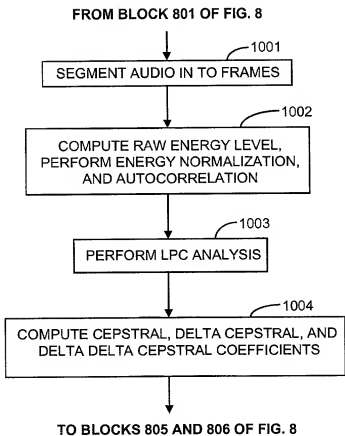 FROM BLOCK 801 OF FIG. 8
1001
SEGMENT AUDIO IN TO FRAMES
1002
COMPUTE RAW ENERGY LEVEL,
PERFORM ENERGY NORMALIZATION,
AND AUTOCORRELATION
1003
PERFORM LPC ANALYSIS
1004
COMPUTE CEPSTRAL, DELTA CEPSTRAL, AND
DELTA DELTA CEPSTRAL COEFFICIENTS
TO BLOCKS 805 AND 806 OF FIG. 8